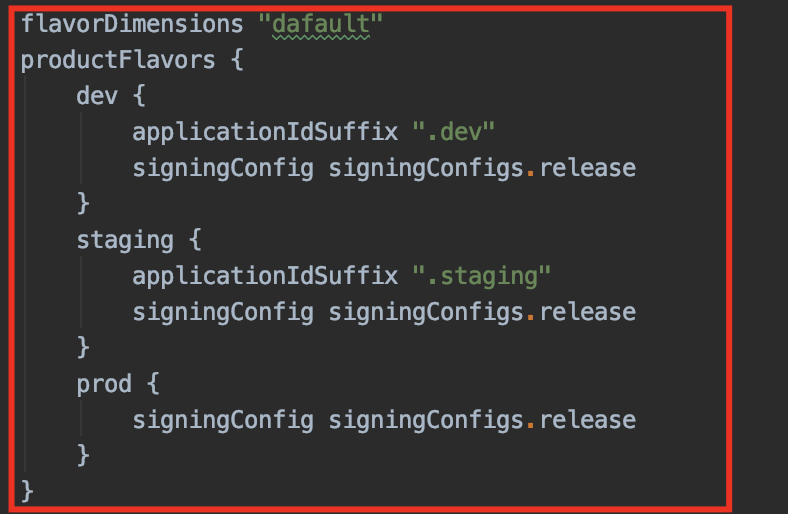 flavorDimensions "dafault"
productFlavors {
dev {
applicationIdSuffix ".dev"
signingConfig signingConfigs.release
}
staging {
applicationIdSuffix ".staging"
signingConfig signingConfigs.release
}
prod {
signingConfig signingConfigs.release
}
}